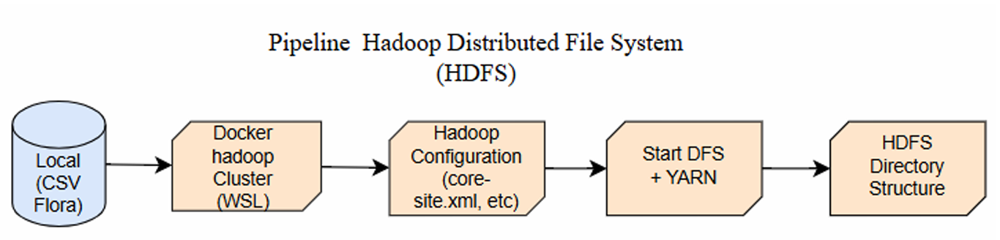 Pipeline Hadoop Distributed File System
(HDFS)
Local
(CSV
Flora)
Docker
hadoop
Cluster
(WSL)
Hadoop
Configuration
(core-
site.xml, etc)
Start DFS
+ YARN
HDFS
Directory
Structure